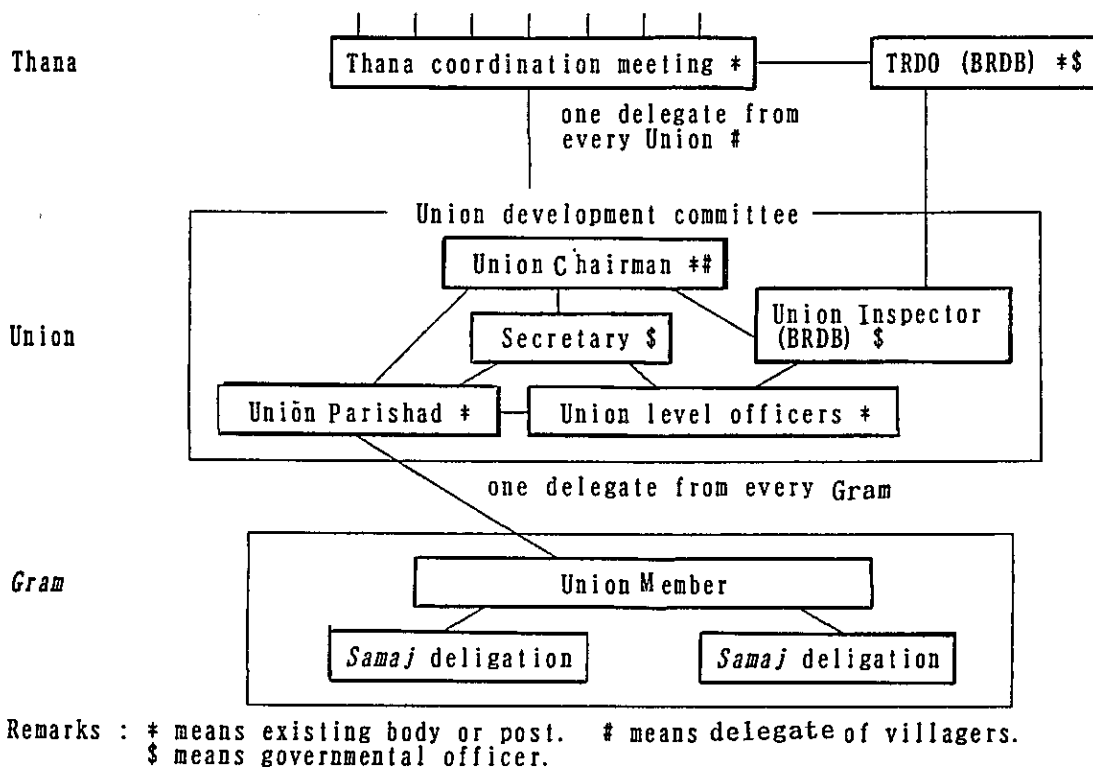 Thana
Thana coordination meeting *
TRDO (BRDB) *$
one delegate from
every Union #
Union development committee
Union Chairman *#
Union
Secretary $
Union Inspector
(BRDB) $
Union Parishad *
Union level officers *
one delegate from every Gram
Gram
Union Member
Samaj deligation
Samaj deligation
Remarks : * means existing body or post. # means delegate of villagers.
$ means governmental officer.